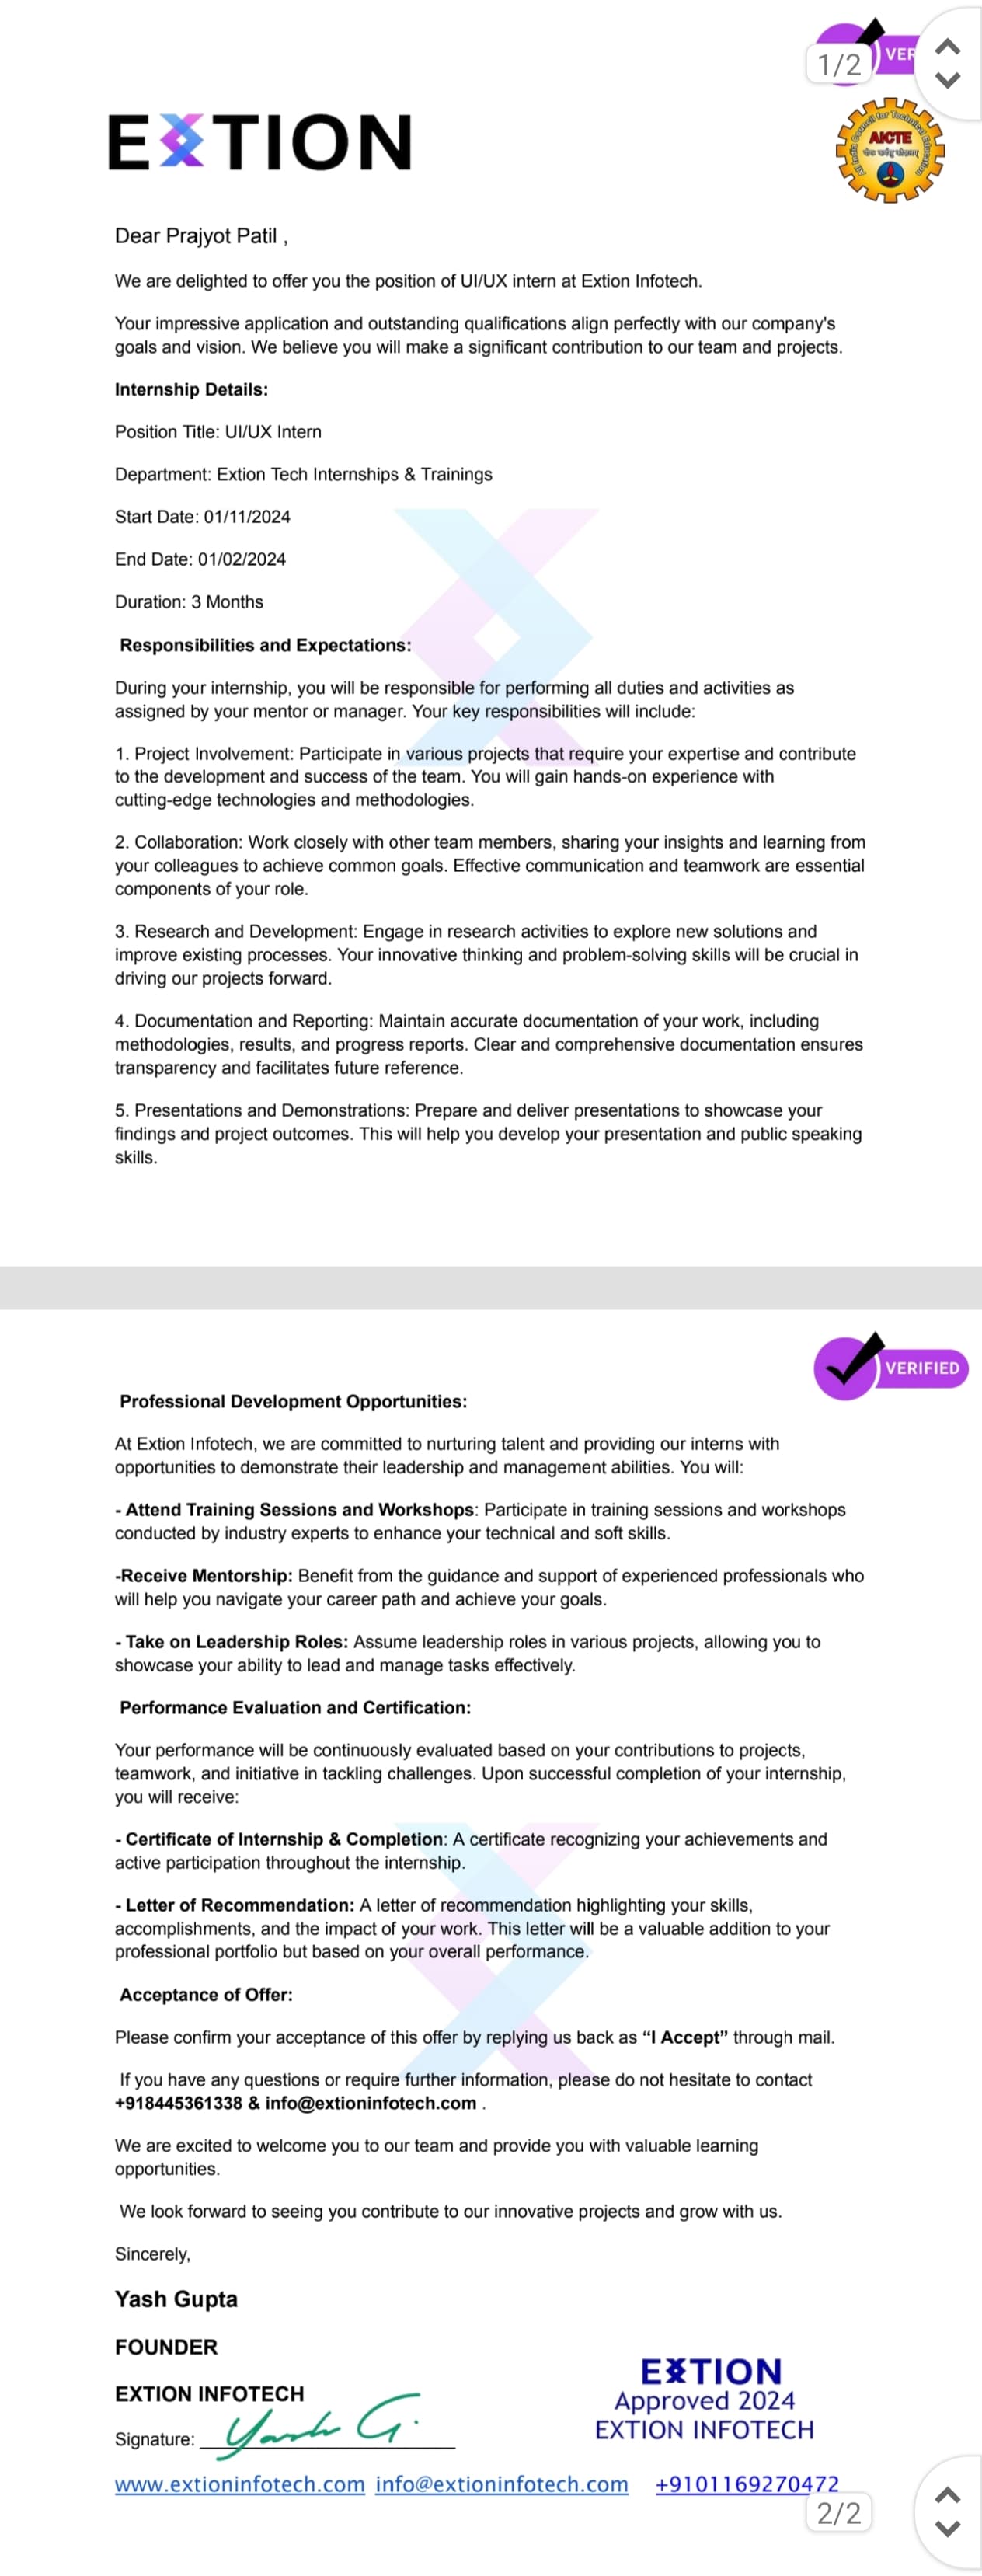 VER
1/2
EXTION
All India Council for Technical Education
AICTE
Dear Prajyot Patil ,
We are delighted to offer you the position of UI/UX intern at Extion Infotech.
Your impressive application and outstanding qualifications align perfectly with our company's
goals and vision. We believe you will make a significant contribution to our team and projects.
Internship Details:
Position Title: UI/UX Intern
Department: Extion Tech Internships & Trainings
Start Date: 01/11/2024
End Date: 01/02/2024
Duration: 3 Months
Responsibilities and Expectations:
During your internship, you will be responsible for performing all duties and activities as
assigned by your mentor or manager. Your key responsibilities will include:
1. Project Involvement: Participate in various projects that require your expertise and contribute
to the development and success of the team. You will gain hands-on experience with
cutting-edge technologies and methodologies.
2. Collaboration: Work closely with other team members, sharing your insights and learning from
your colleagues to achieve common goals. Effective communication and teamwork are essential
components of your role.
3. Research and Development: Engage in research activities to explore new solutions and
improve existing processes. Your innovative thinking and problem-solving skills will be crucial in
driving our projects forward.
4. Documentation and Reporting: Maintain accurate documentation of your work, including
methodologies, results, and progress reports. Clear and comprehensive documentation ensures
transparency and facilitates future reference.
5. Presentations and Demonstrations: Prepare and deliver presentations to showcase your
findings and project outcomes. This will help you develop your presentation and public speaking
skills.
VERIFIED
Professional Development Opportunities:
At Extion Infotech, we are committed to nurturing talent and providing our interns with
opportunities to demonstrate their leadership and management abilities. You will:
- Attend Training Sessions and Workshops: Participate in training sessions and workshops
conducted by industry experts to enhance your technical and soft skills.
-Receive Mentorship: Benefit from the guidance and support of experienced professionals who
will help you navigate your career path and achieve your goals.
- Take on Leadership Roles: Assume leadership roles in various projects, allowing you to
showcase your ability to lead and manage tasks effectively.
Performance Evaluation and Certification:
Your performance will be continuously evaluated based on your contributions to projects,
teamwork, and initiative in tackling challenges. Upon successful completion of your internship,
you will receive:
- Certificate of Internship & Completion: A certificate recognizing your achievements and
active participation throughout the internship.
- Letter of Recommendation: A letter of recommendation highlighting your skills,
accomplishments, and the impact of your work. This letter will be a valuable addition to your
professional portfolio but based on your overall performance.
Acceptance of Offer:
Please confirm your acceptance of this offer by replying us back as “I Accept” through mail.
If you have any questions or require further information, please do not hesitate to contact
+918445361338 & info@extioninfotech.com .
We are excited to welcome you to our team and provide you with valuable learning
opportunities.
We look forward to seeing you contribute to our innovative projects and grow with us.
Sincerely,
Yash Gupta
FOUNDER
EXTION INFOTECH
Signature: Yash G.
EXTION
Approved 2024
EXTION INFOTECH
www.extioninfotech.com info@extioninfotech.com +9101169270472
2/2